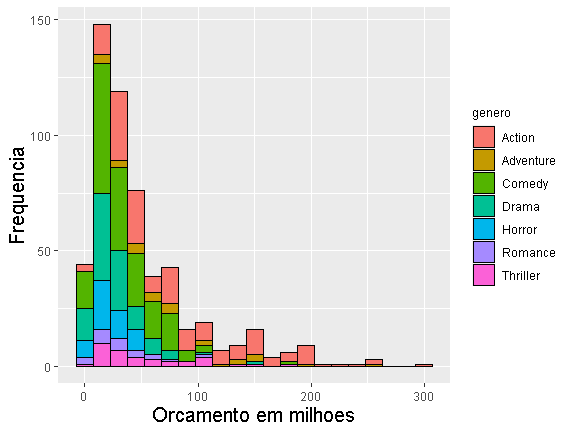 150
100
50
0
Frequencia
0
100
200
300
Orcamento em milhoes
genero
Action
Adventure
Comedy
Drama
Horror
Romance
Thriller